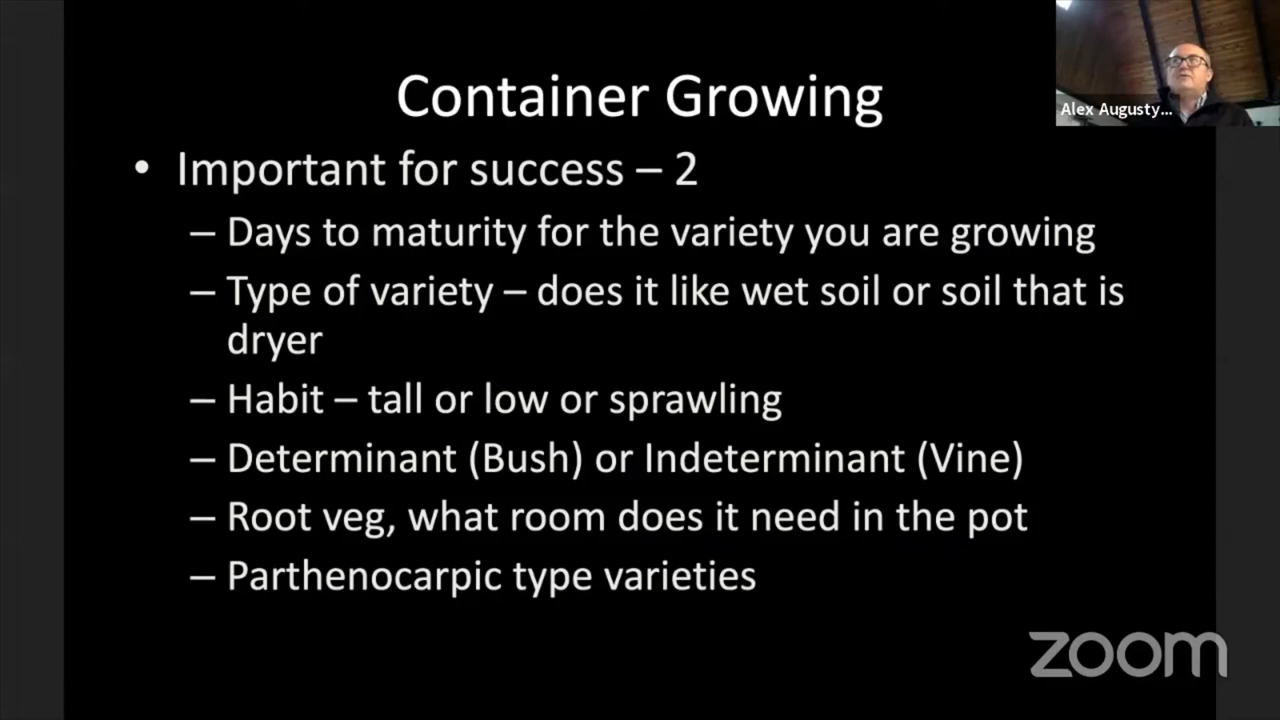 Container Growing
Alex Augusty...
• Important for success – 2
– Days to maturity for the variety you are growing
– Type of variety – does it like wet soil or soil that is
dryer
– Habit – tall or low or sprawling
– Determinant (Bush) or Indeterminant (Vine)
– Root veg, what room does it need in the pot
– Parthenocarpic type varieties
zoom